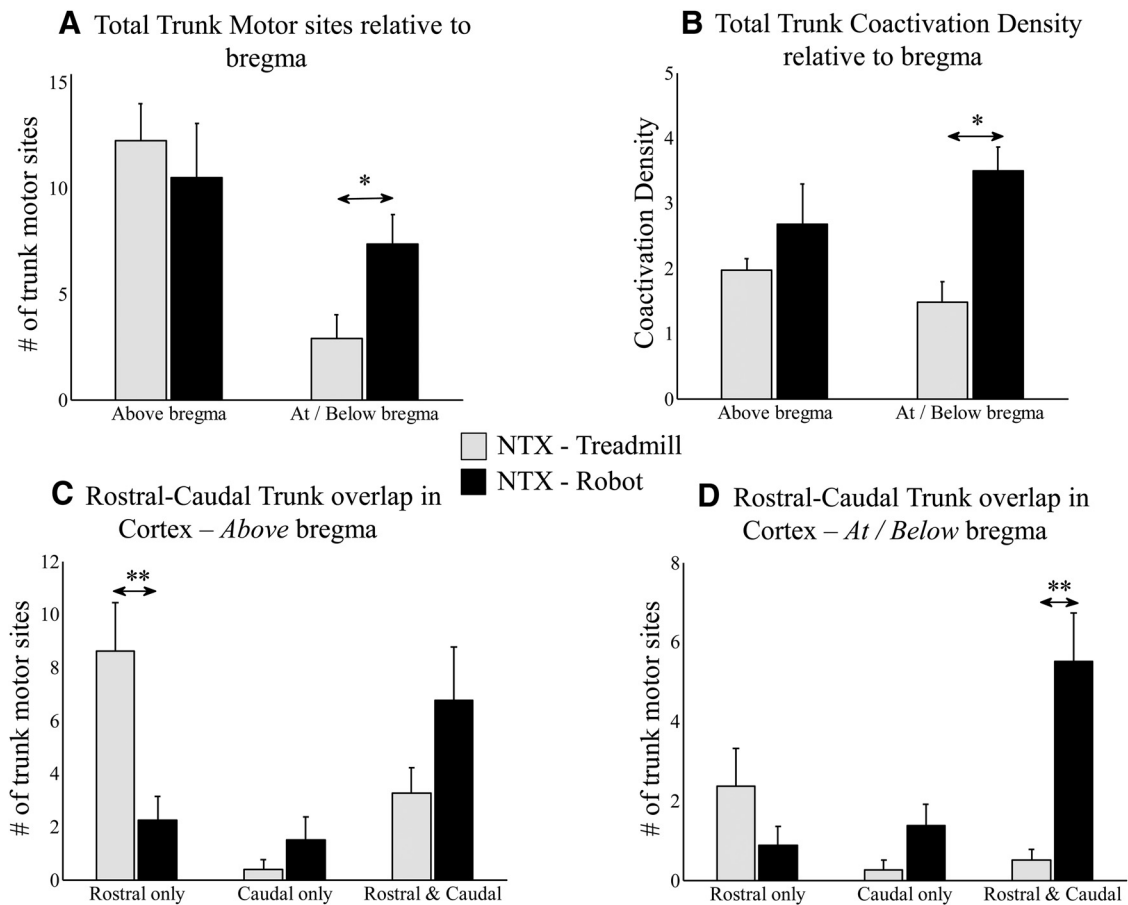 A Total Trunk Motor sites relative to
bregma
# of trunk motor sites
15
10
5
0
*
Above bregma
At / Below bregma
B Total Trunk Coactivation Density
relative to bregma
Coactivation Density
5
4
3
2
1
0
*
Above bregma
At / Below bregma
NTX - Treadmill
NTX - Robot
C Rostral-Caudal Trunk overlap in
Cortex – Above bregma
# of trunk motor sites
12
10
8
6
4
2
0
**
Rostral only
Caudal only
Rostral & Caudal
D Rostral-Caudal Trunk overlap in
Cortex – At / Below bregma
# of trunk motor sites
8
6
4
2
0
**
Rostral only
Caudal only
Rostral & Caudal